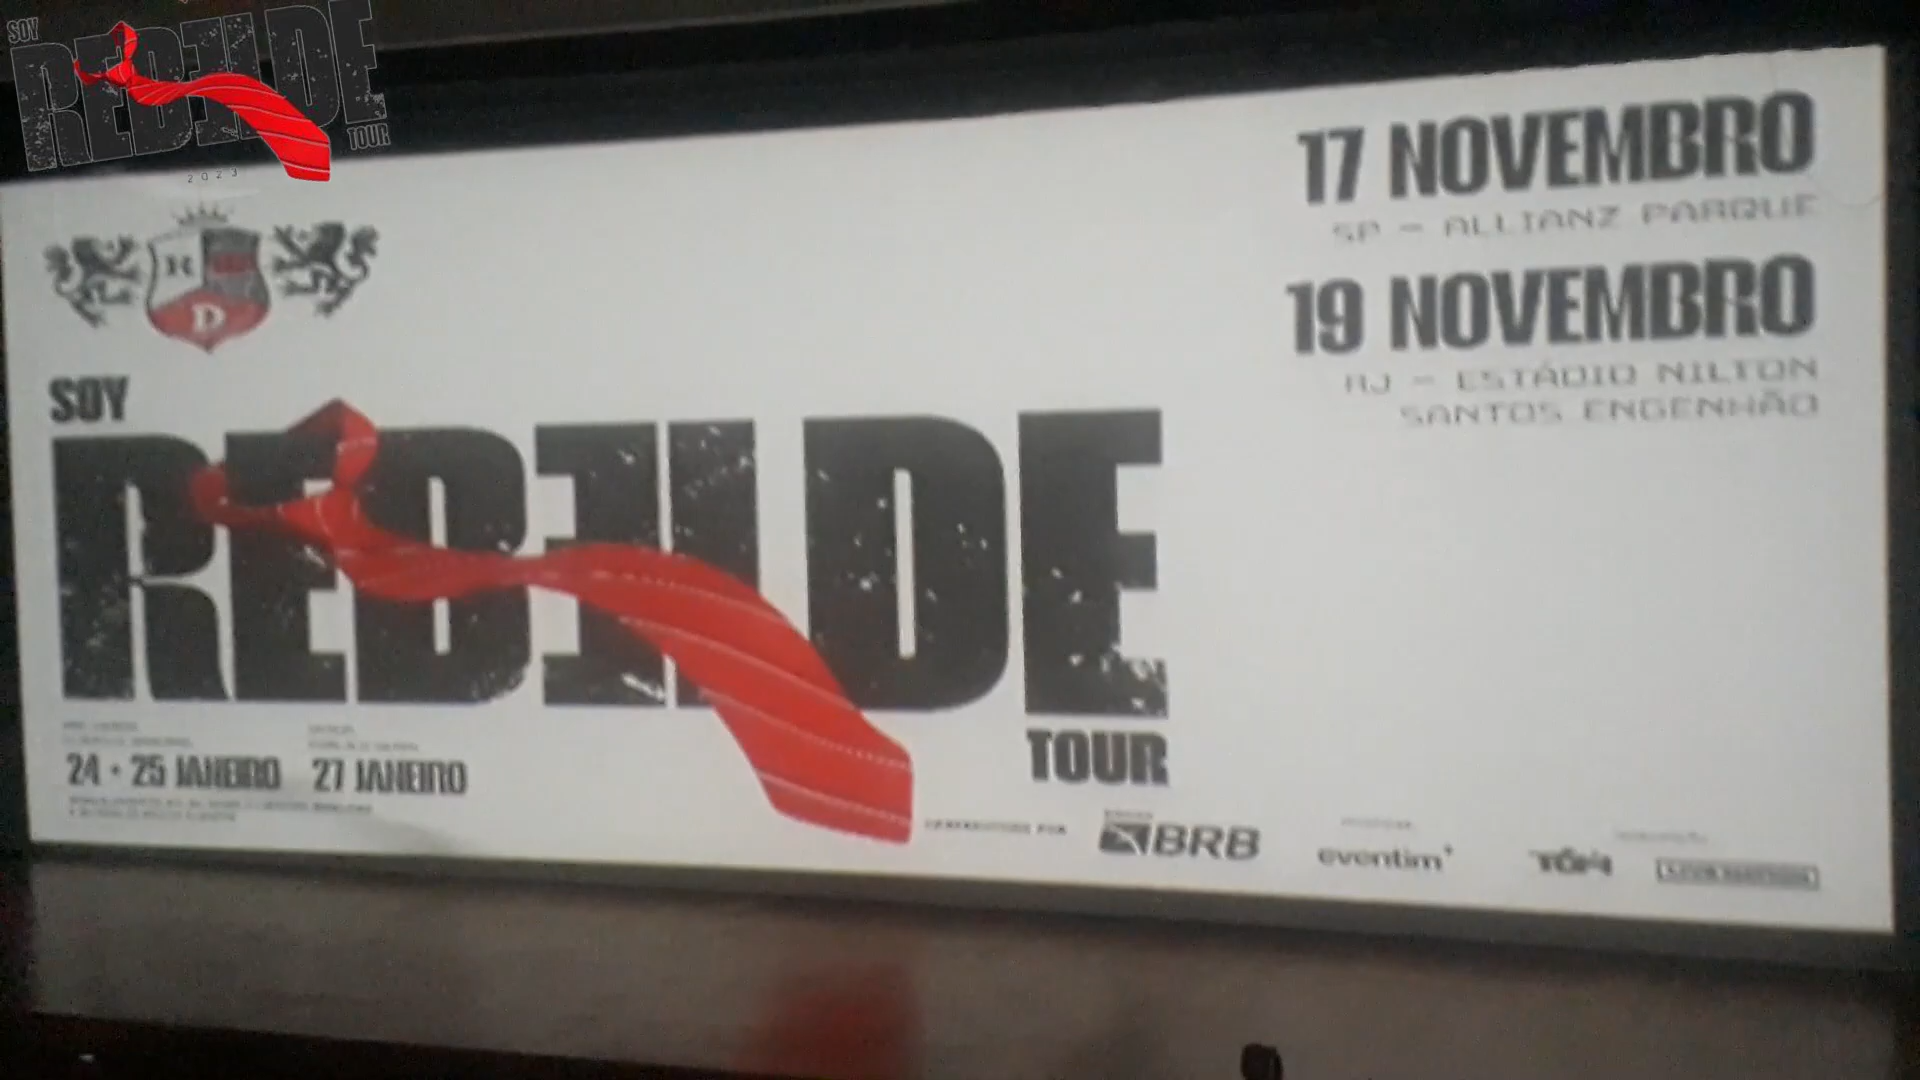 SOY
REBELDE
TOUR
2023
17 NOVEMBRO
SP - ALLIANZ PARQUE
19 NOVEMBRO
RJ - ESTÁDIO NILTON
SANTOS ENGENHÃO
R
D
SOY
REBELDE
TOUR
24 • 25 JANEIRO
27 JANEIRO
BRB
eventim